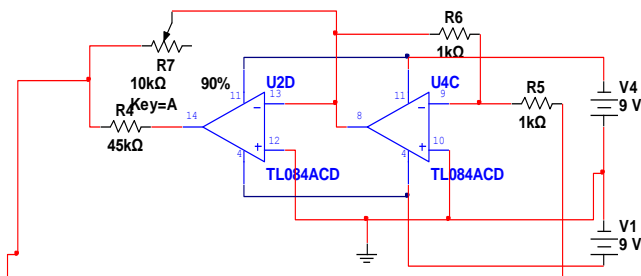 R6
1kΩ
R7
10kΩ
Key=A
90%
R4
45kΩ
U2D
11
13
14
12
4
TL084ACD
U4C
11
9
8
10
4
TL084ACD
R5
1kΩ
V4
9 V
V1
9 V